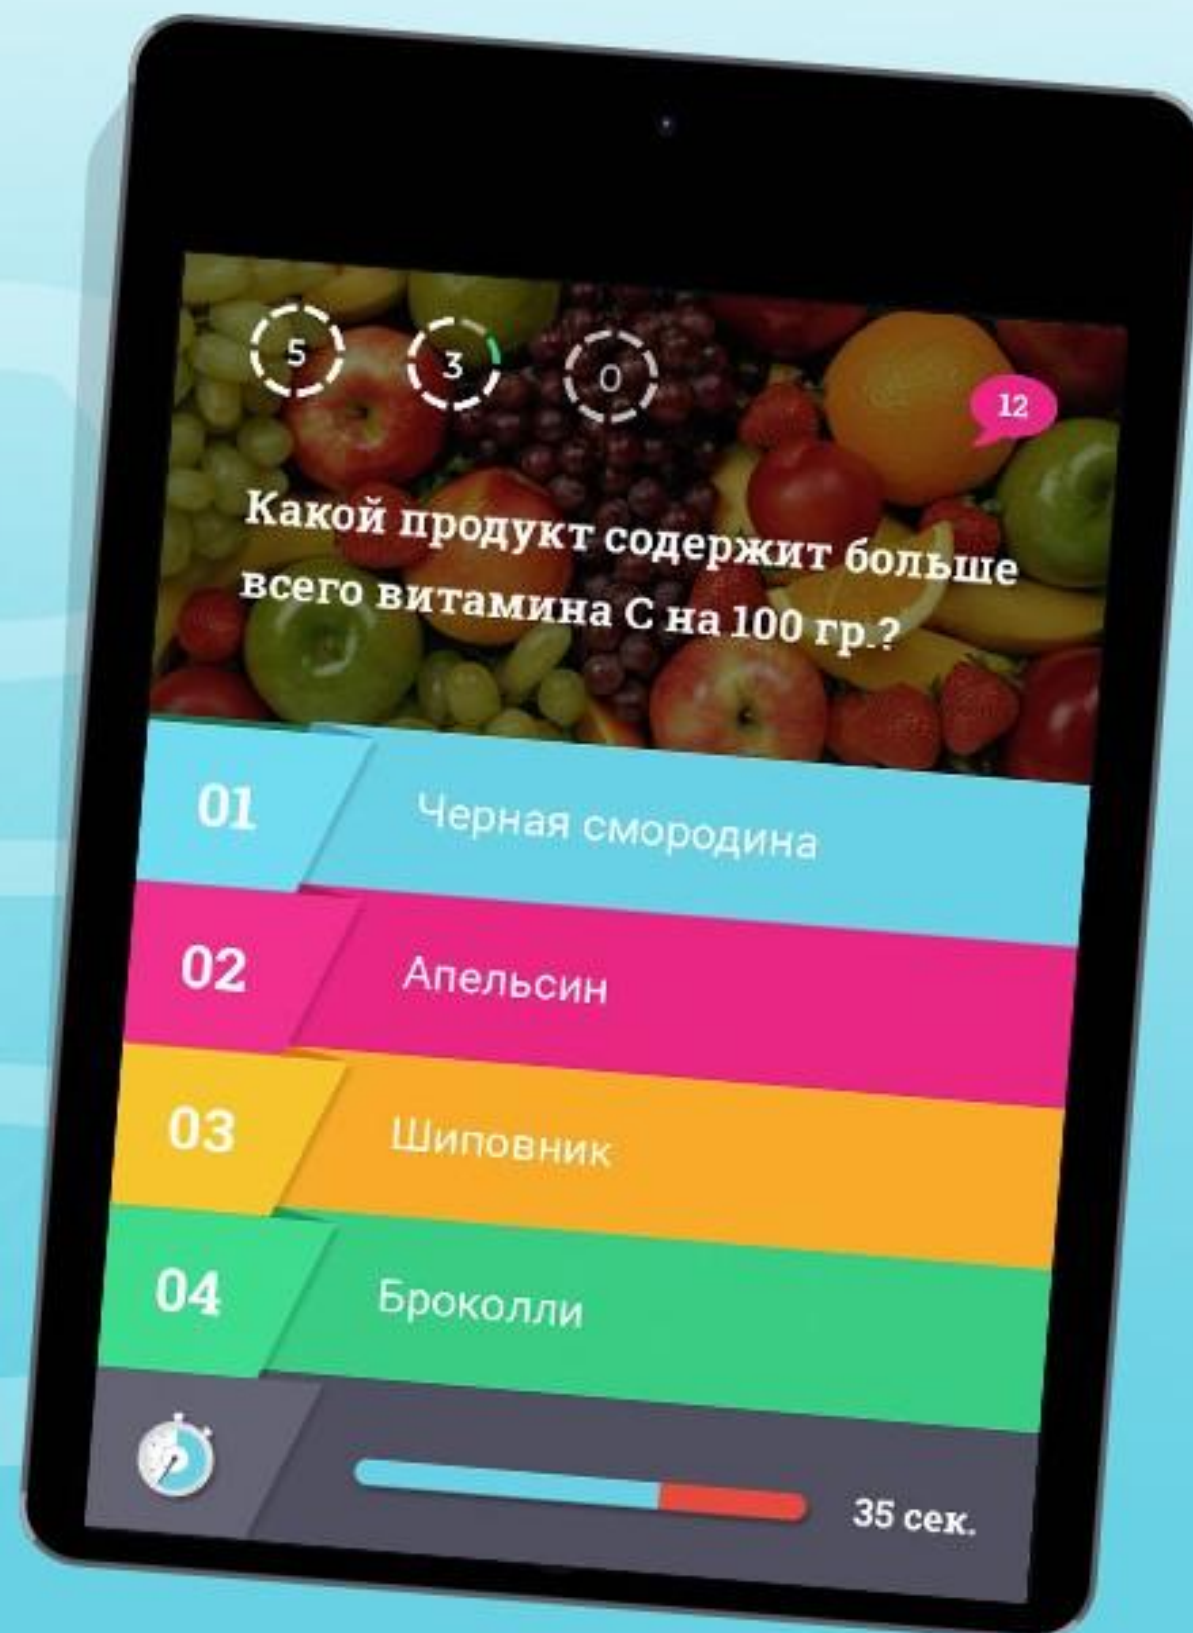 5
3
0
12
Какой продукт содержит больше
всего витамина С на 100 гр.?
01
Черная смородина
02
Апельсин
03
Шиповник
04
Броколли
35 сек.